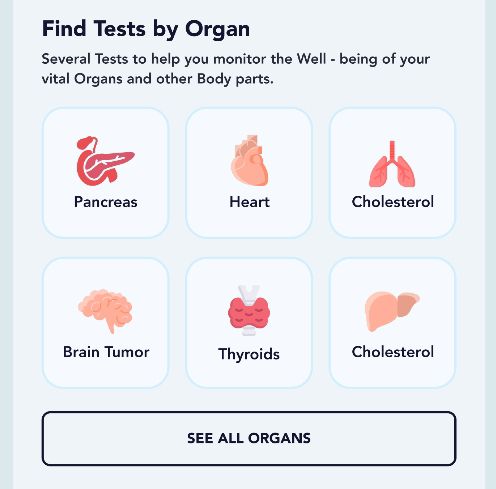 Find Tests by Organ
Several Tests to help you monitor the Well - being of your
vital Organs and other Body parts.
Pancreas
Heart
Cholesterol
Brain Tumor
Thyroids
Cholesterol
SEE ALL ORGANS